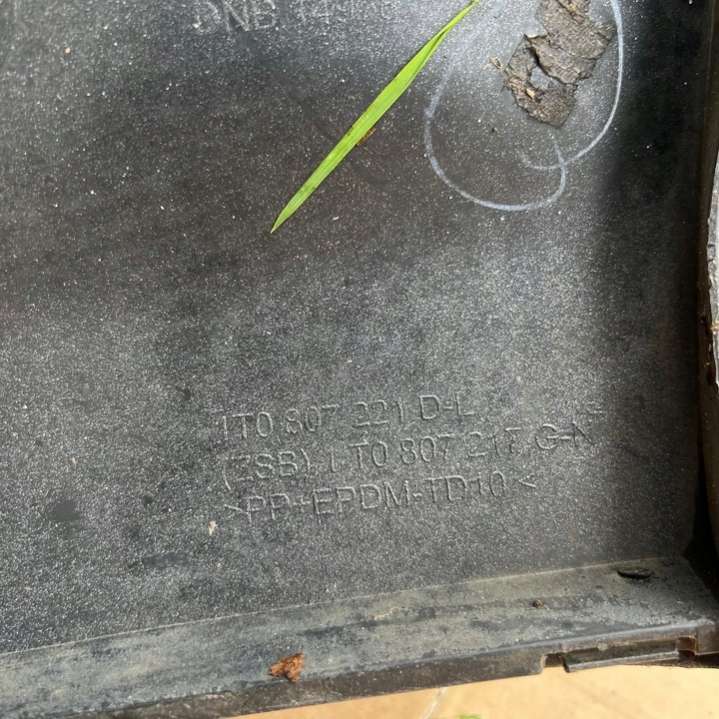 1T0 807 221 D-L
(ZSB) 1T0 807 217 G-N
>PP+EPDM-TD10<